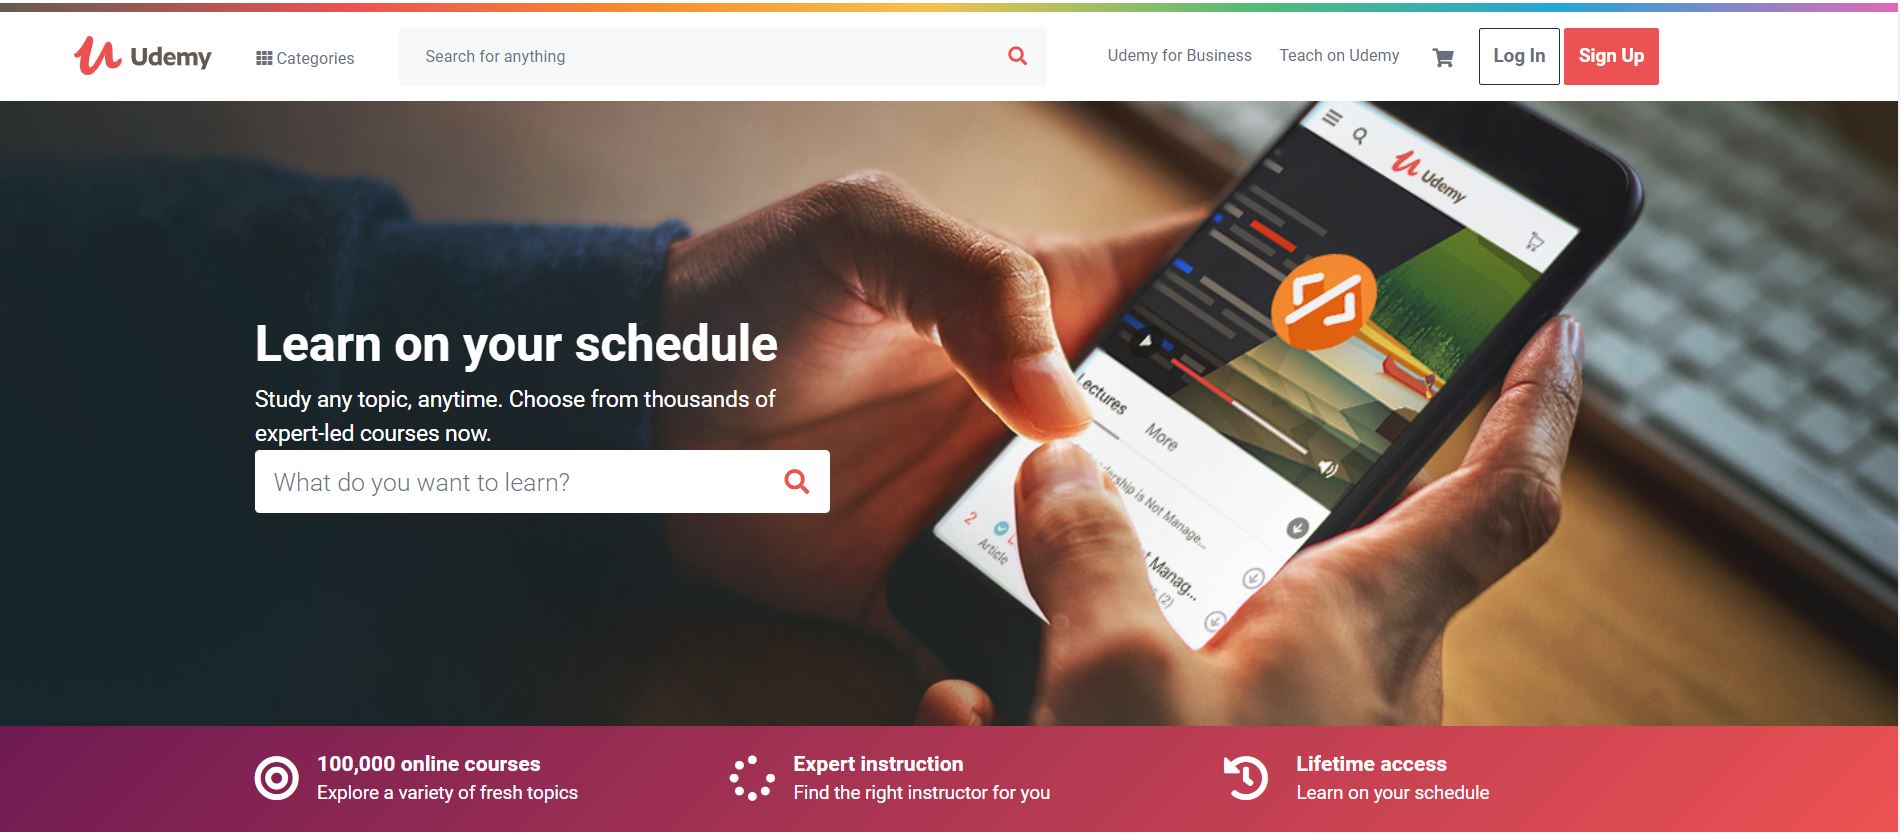 Udemy
Categories
Search for anything
Udemy for Business
Teach on Udemy
Log In
Sign Up
Udemy
Learn on your schedule
Study any topic, anytime. Choose from thousands of
expert-led courses now.
What do you want to learn?
Lectures
More
is Not Manage...
2
Article
Manag...
(2)
100,000 online courses
Explore a variety of fresh topics
Expert instruction
Find the right instructor for you
Lifetime access
Learn on your schedule